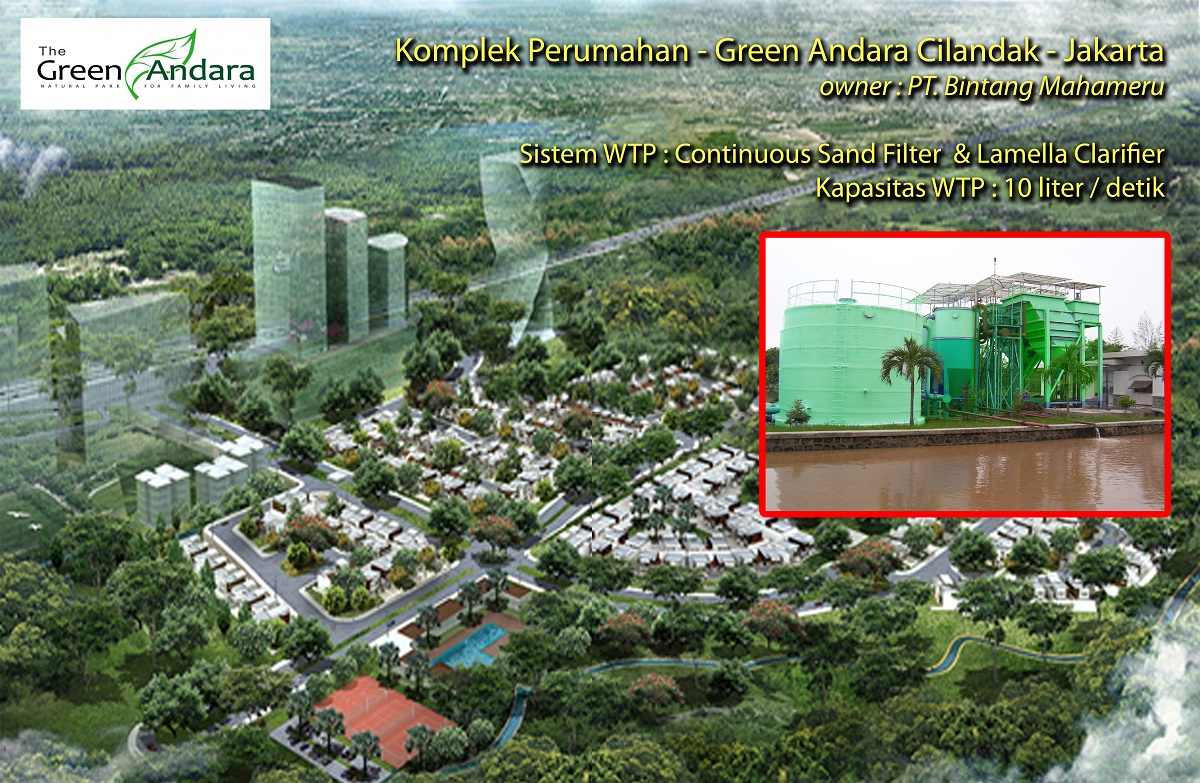 The
Green Andara
NATURAL PARK FOR FAMILY LIVING
Komplek Perumahan - Green Andara Cilandak - Jakarta
owner : PT. Bintang Mahameru
Sistem WTP : Continuous Sand Filter & Lamella Clarifier
Kapasitas WTP : 10 liter / detik